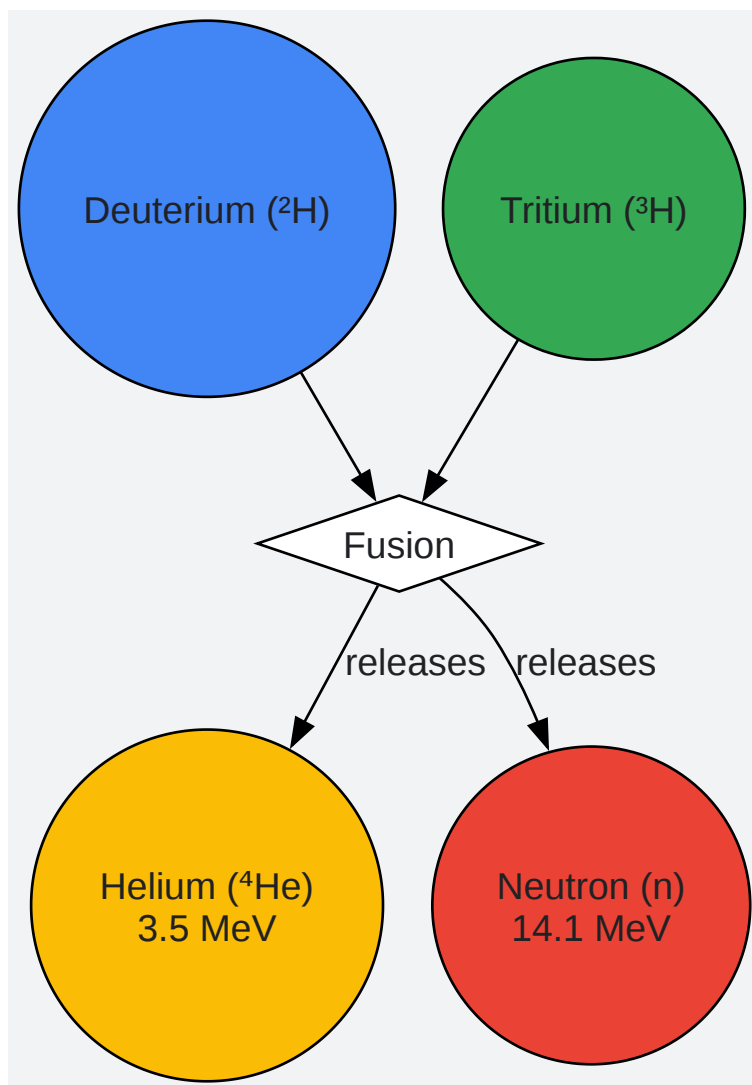 Deuterium (²H)
Tritium (³H)
Fusion
releases
releases
Helium (⁴He)
3.5 MeV
Neutron (n)
14.1 MeV